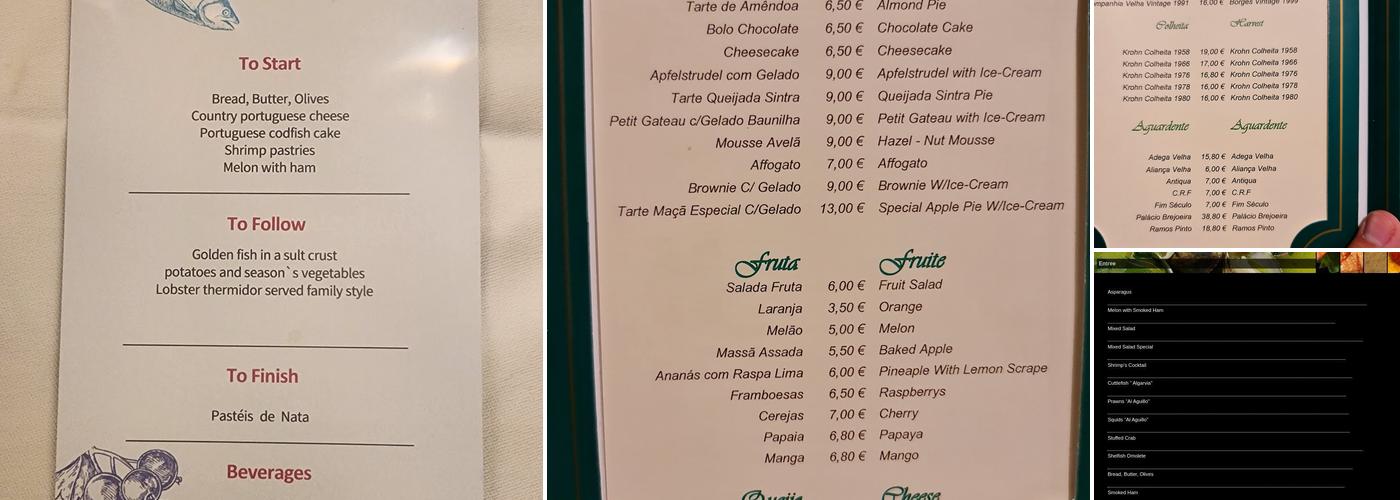 To Start
Bread, Butter, Olives
Country portuguese cheese
Portuguese codfish cake
Shrimp pastries
Melon with ham
To Follow
Golden fish in a sult crust
potatoes and season`s vegetables
Lobster thermidor served family style
To Finish
Pastéis de Nata
Beverages
Tarte de Amêndoa 6,50 € Almond Pie
Bolo Chocolate 6,50 € Chocolate Cake
Cheesecake 6,50 € Cheesecake
Apfelstrudel com Gelado 9,00 € Apfelstrudel with Ice-Cream
Tarte Queijada Sintra 9,00 € Queijada Sintra Pie
Petit Gateau c/Gelado Baunilha 9,00 € Petit Gateau with Ice-Cream
Mousse Avelã 9,00 € Hazel - Nut Mousse
Affogato 7,00 € Affogato
Brownie C/ Gelado 9,00 € Brownie W/Ice-Cream
Tarte Maçã Especial C/Gelado 13,00 € Special Apple Pie W/Ice-Cream
Fruta Fruite
Salada Fruta 6,00 € Fruit Salad
Laranja 3,50 € Orange
Melão 5,00 € Melon
Massã Assada 5,50 € Baked Apple
Ananás com Raspa Lima 6,00 € Pineaple With Lemon Scrape
Framboesas 6,50 € Raspberrys
Cerejas 7,00 € Cherry
Papaia 6,80 € Papaya
Manga 6,80 € Mango
Queijo Cheese
Velha Vintage 1991 16,00 € Borges Vintage 1999
Colheita Harvest
Krohn Colheita 1958 19,00 € Krohn Colheita 1958
Krohn Colheita 1966 17,00 € Krohn Colheita 1966
Krohn Colheita 1976 16,80 € Krohn Colheita 1976
Krohn Colheita 1978 16,00 € Krohn Colheita 1978
Krohn Colheita 1980 16,00 € Krohn Colheita 1980
Aguardente Aguardente
Adega Velha 15,80 € Adega Velha
Aliança Velha 6,00 € Aliança Velha
Antiqua 7,00 € Antiqua
C.R.F 7,00 € C.R.F
Fim Século 7,00 € Fim Século
Palácio Brejoeira 38,80 € Palácio Brejoeira
Ramos Pinto 18,80 € Ramos Pinto
Entree
Asparagus
Melon with Smoked Ham
Mixed Salad
Mixed Salad Special
Shrimp's Cocktail
Cuttlefish "Algarvia"
Prawns "Al Aguillo"
Squids "Al Aguillo"
Stuffed Crab
Shelfish Omolete
Bread, Butter, Olives
Smoked Ham